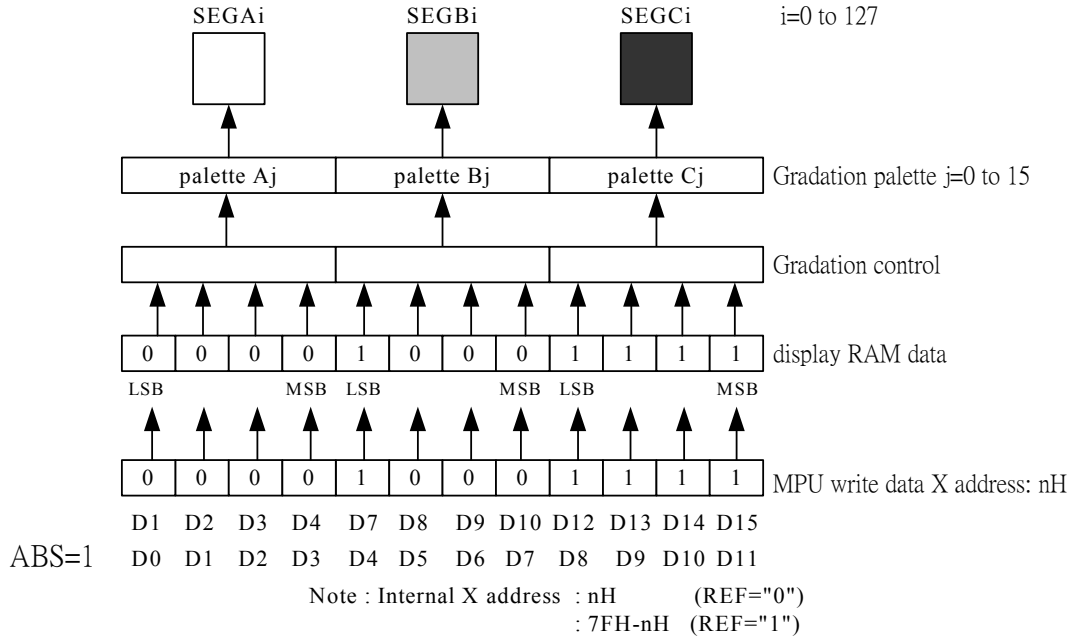 SEGAi SEGBi SEGCi i=0 to 127
palette Aj palette Bj palette Cj Gradation palette j=0 to 15
Gradation control
0 0 0 0 1 0 0 0 1 1 1 1 display RAM data
LSB MSB LSB MSB LSB MSB
0 0 0 0 1 0 0 0 1 1 1 1 MPU write data X address: nH
D1 D2 D3 D4 D7 D8 D9 D10 D12 D13 D14 D15
ABS=1 D0 D1 D2 D3 D4 D5 D6 D7 D8 D9 D10 D11
Note : Internal X address : nH (REF="0")
: 7FH-nH (REF="1")